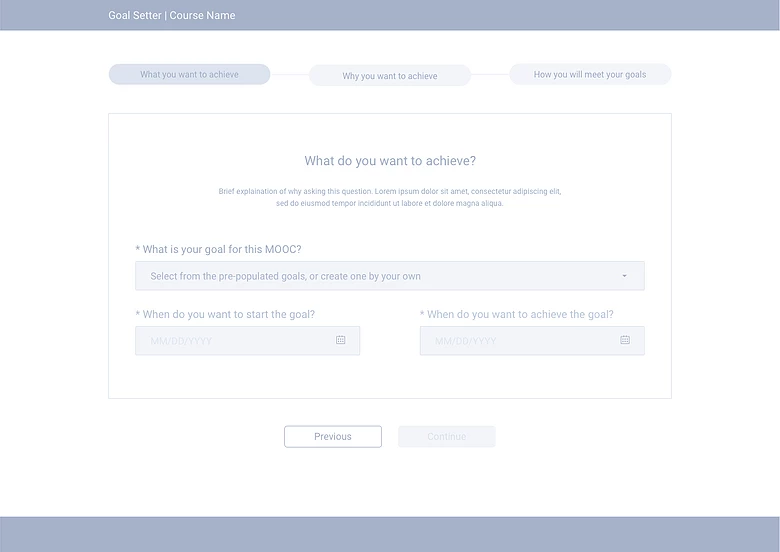 Goal Setter | Course Name
What you want to achieve
Why you want to achieve
How you will meet your goals
What do you want to achieve?
Brief explaination of why asking this question. Lorem ipsum dolor sit amet, consectetur adipiscing elit,
sed do eiusmod tempor incididunt ut labore et dolore magna aliqua.
* What is your goal for this MOOC?
Select from the pre-populated goals, or create one by your own
* When do you want to start the goal?
* When do you want to achieve the goal?
MM/DD/YYYY
MM/DD/YYYY
Previous
Continue